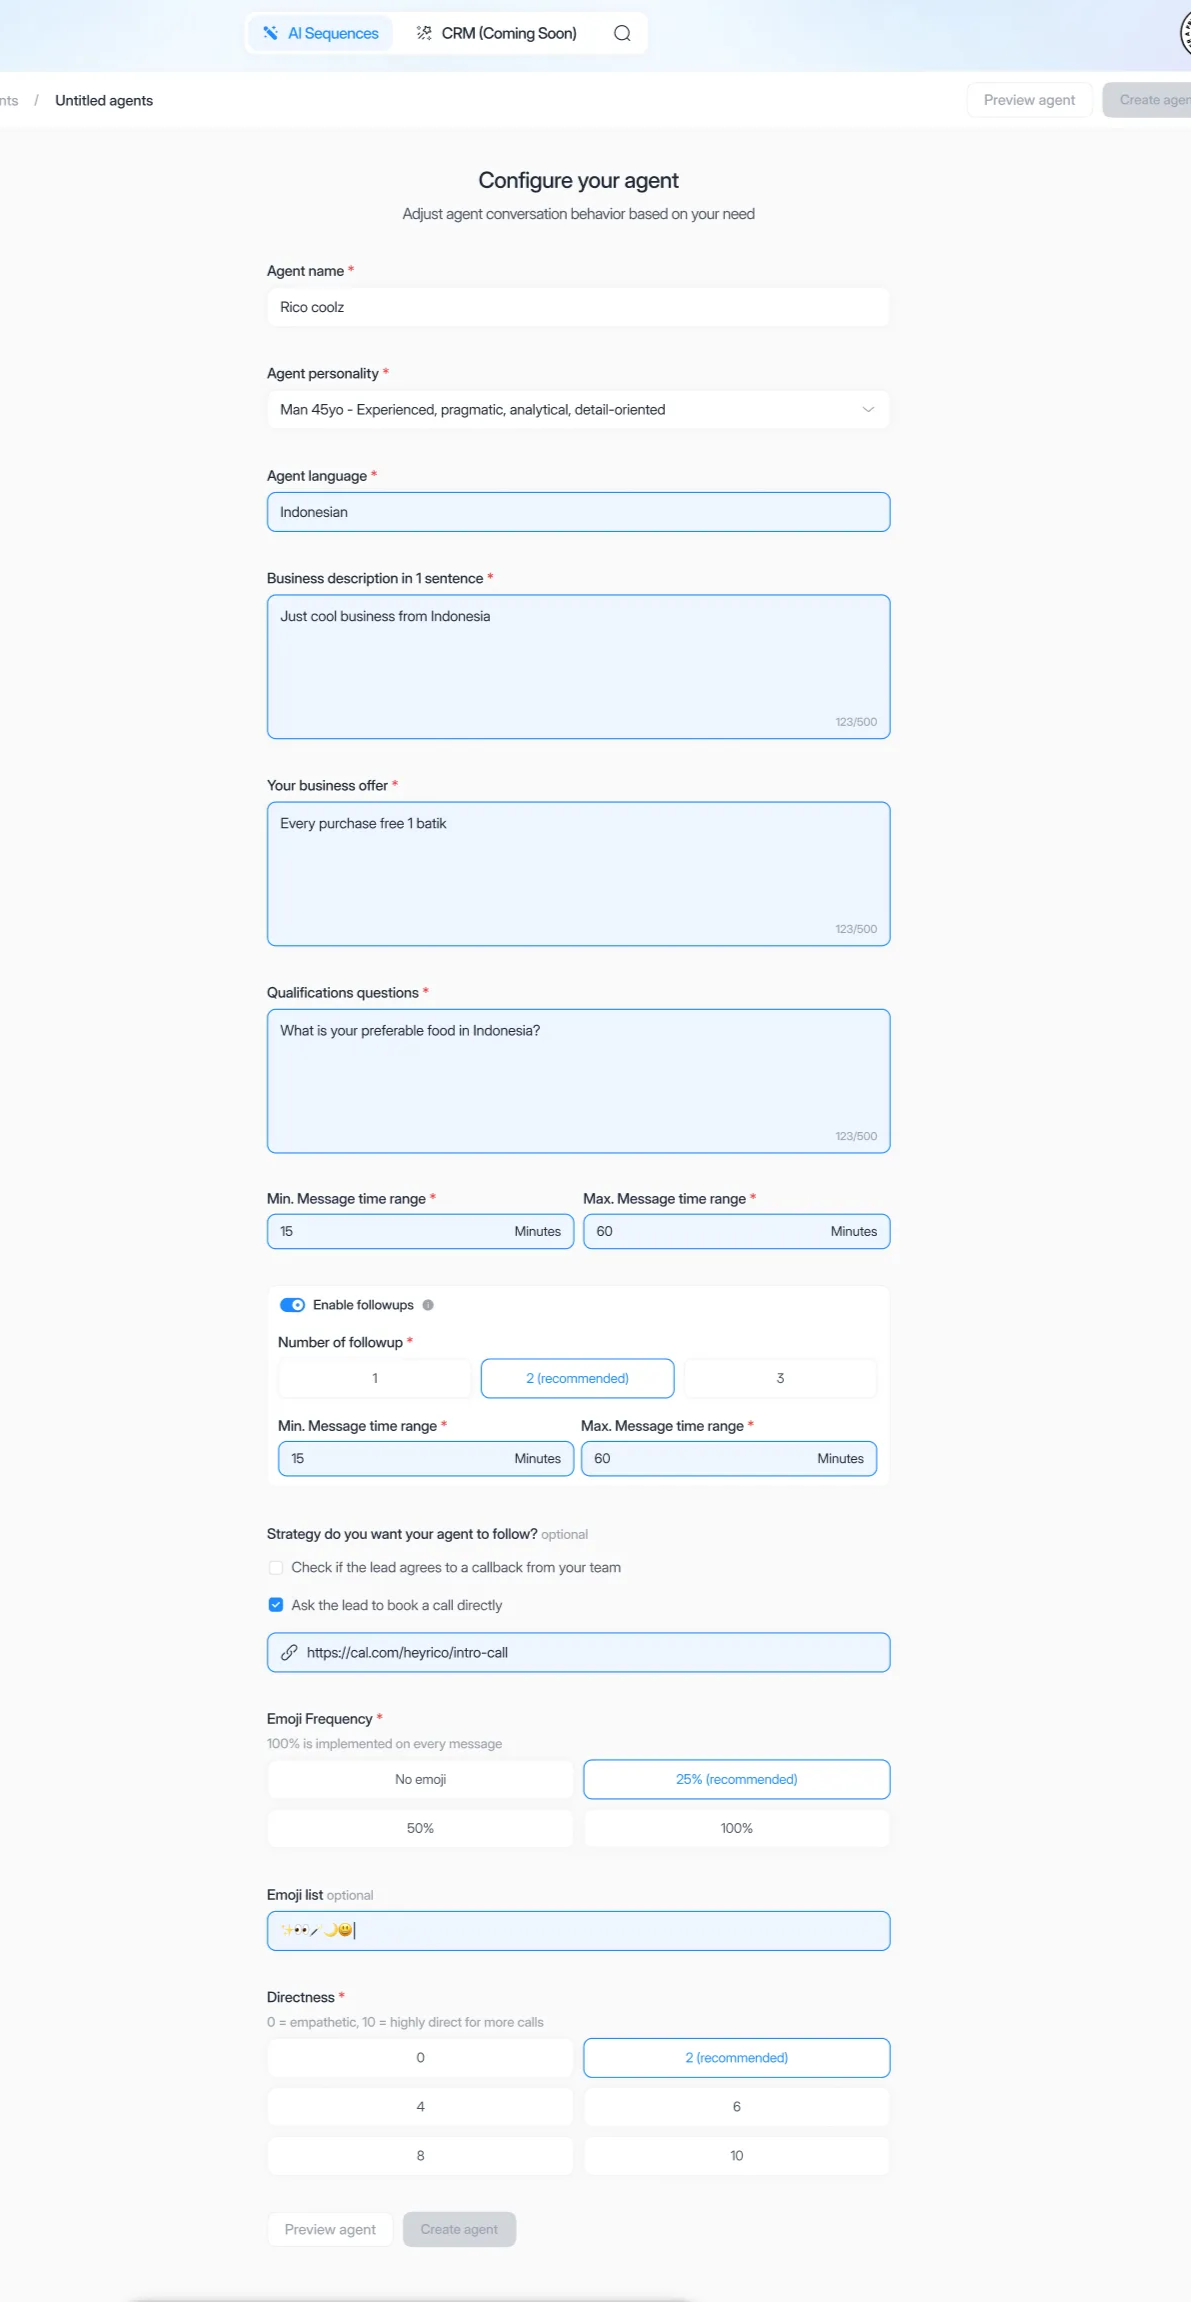 AI Sequences CRM (Coming Soon)
nts / Untitled agents Preview agent Create agen
Configure your agent
Adjust agent conversation behavior based on your need
Agent name *
Rico coolz
Agent personality *
Man 45yo - Experienced, pragmatic, analytical, detail-oriented
Agent language *
Indonesian
Business description in 1 sentence *
Just cool business from Indonesia
123/500
Your business offer *
Every purchase free 1 batik
123/500
Qualifications questions *
What is your preferable food in Indonesia?
123/500
Min. Message time range * Max. Message time range *
15 Minutes 60 Minutes
Enable followups
Number of followup *
1 2 (recommended) 3
Min. Message time range * Max. Message time range *
15 Minutes 60 Minutes
Strategy do you want your agent to follow? optional
Check if the lead agrees to a callback from your team
Ask the lead to book a call directly
https://cal.com/heyrico/intro-call
Emoji Frequency *
100% is implemented on every message
No emoji 25% (recommended)
50% 100%
Emoji list optional
Directness *
0 = empathetic, 10 = highly direct for more calls
0 2 (recommended)
4 6
8 10
Preview agent Create agent